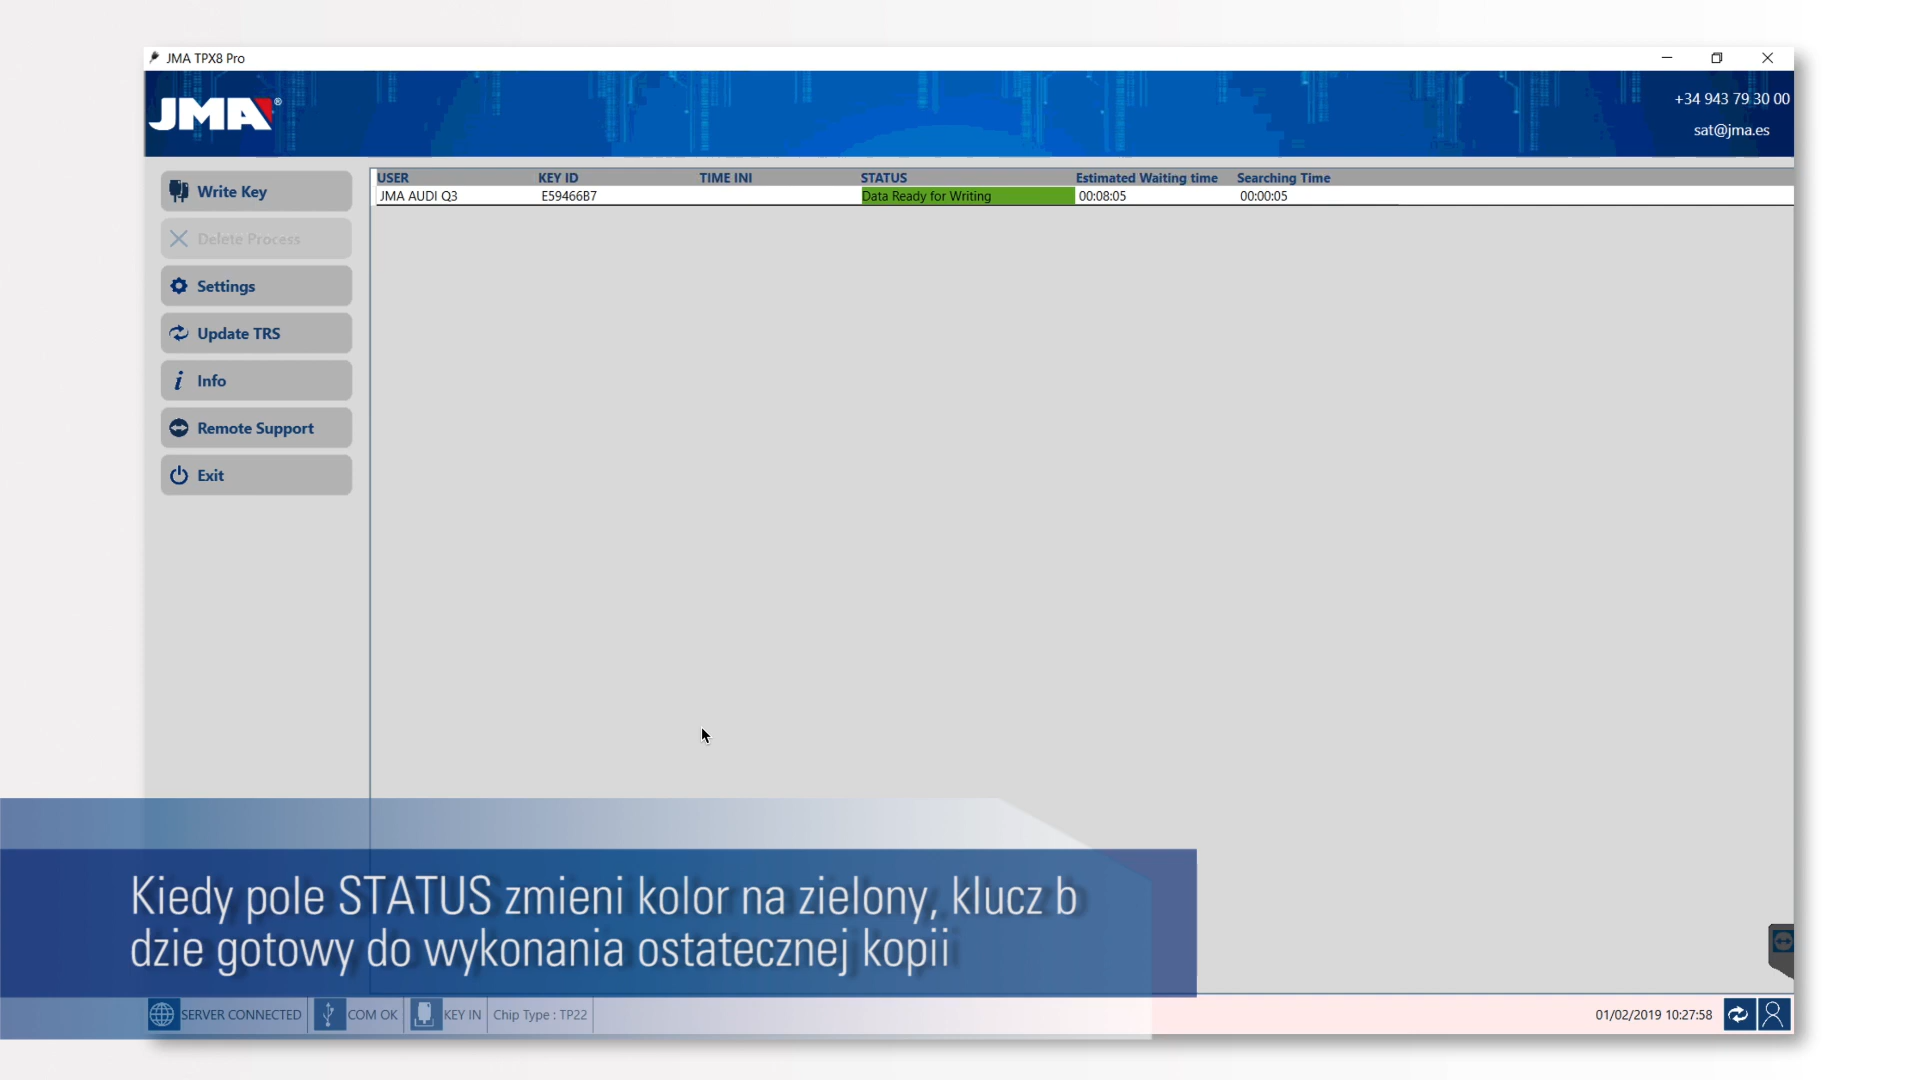 JMA TPX8 Pro
JMA®
+34 943 79 30 00
sat@jma.es
Write Key
Delete Process
Settings
Update TRS
Info
Remote Support
Exit
USER KEY ID TIME INI STATUS Estimated Waiting time Searching Time
JMA AUDI Q3 E59466B7 Data Ready for Writing 00:08:05 00:00:05
Kiedy pole STATUS zmieni kolor na zielony, klucz b
dzie gotowy do wykonania ostatecznej kopii
SERVER CONNECTED COM OK KEY IN Chip Type : TP22 01/02/2019 10:27:58